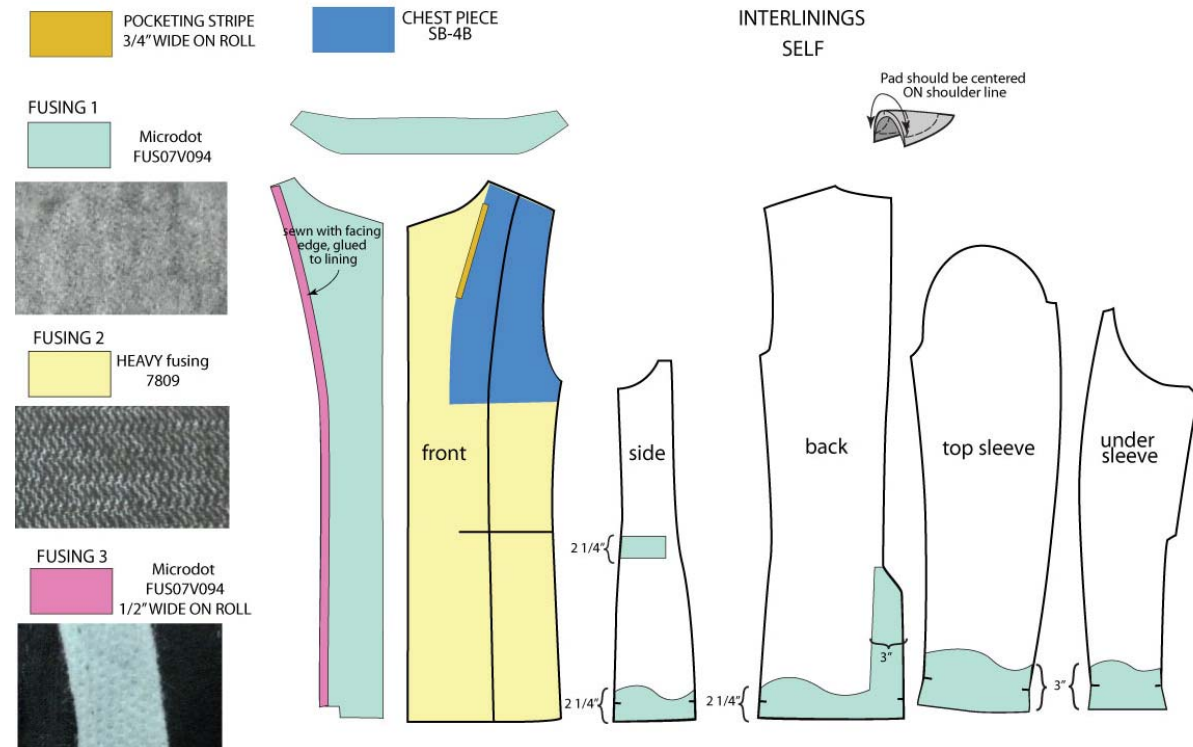 POCKETING STRIPE
3/4" WIDE ON ROLL
CHEST PIECE
SB-4B
INTERLININGS
SELF
Pad should be centered
ON shoulder line
FUSING 1
Microdot
FUS07V094
sewn with facing
edge, glued
to lining
FUSING 2
HEAVY fusing
7809
front
side
back
top sleeve
under
sleeve
2 1/4"
FUSING 3
Microdot
FUS07V094
1/2" WIDE ON ROLL
3"
2 1/4"
2 1/4"
3"